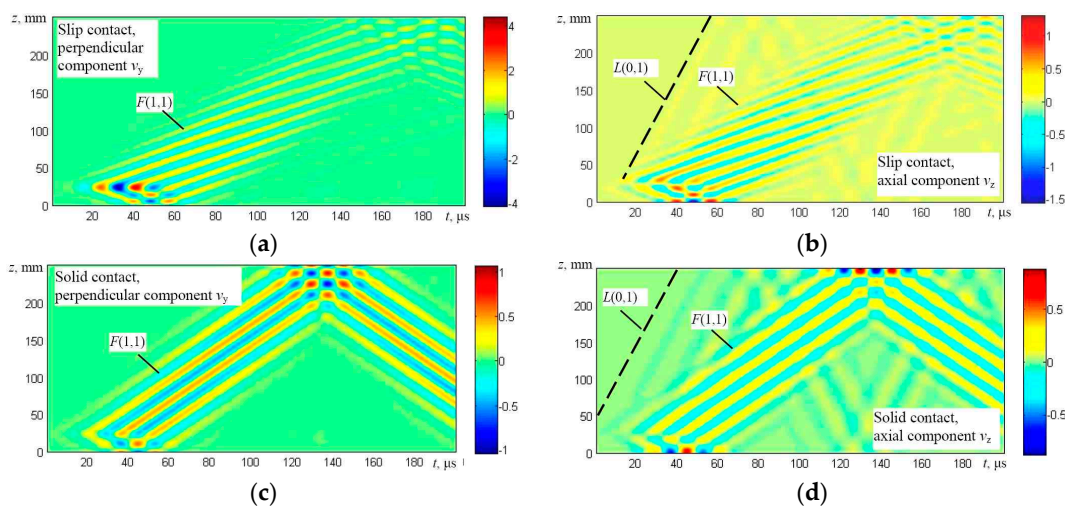 z, mm
Slip contact,
perpendicular
component vy
F(1,1)
200
150
100
50
0
20 40 60 80 100 120 140 160 180 t, μs
4
2
0
-2
-4
(a)
z, mm
L(0,1)
F(1,1)
Slip contact,
axial component vz
200
150
100
50
0
20 40 60 80 100 120 140 160 180 t, μs
1
0.5
0
-0.5
-1
-1.5
(b)
z, mm
Solid contact,
perpendicular component vy
F(1,1)
200
150
100
50
0
20 40 60 80 100 120 140 160 180 t, μs
1
0.5
0
-0.5
-1
(c)
z, mm
L(0,1)
F(1,1)
Solid contact,
axial component vz
200
150
100
50
0
20 40 60 80 100 120 140 160 180 t, μs
0.5
0
-0.5
(d)